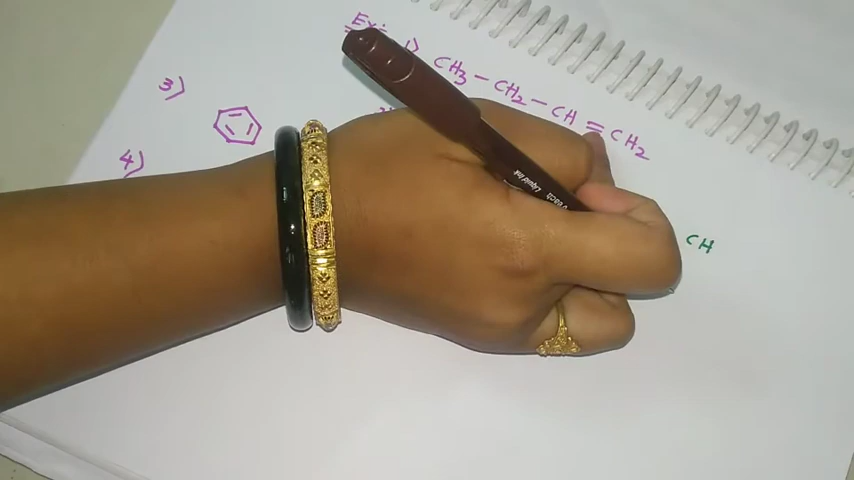 Ex:- 1) CH3 - CH2 - CH = CH2
3)
4)
CH
Liquid Ink